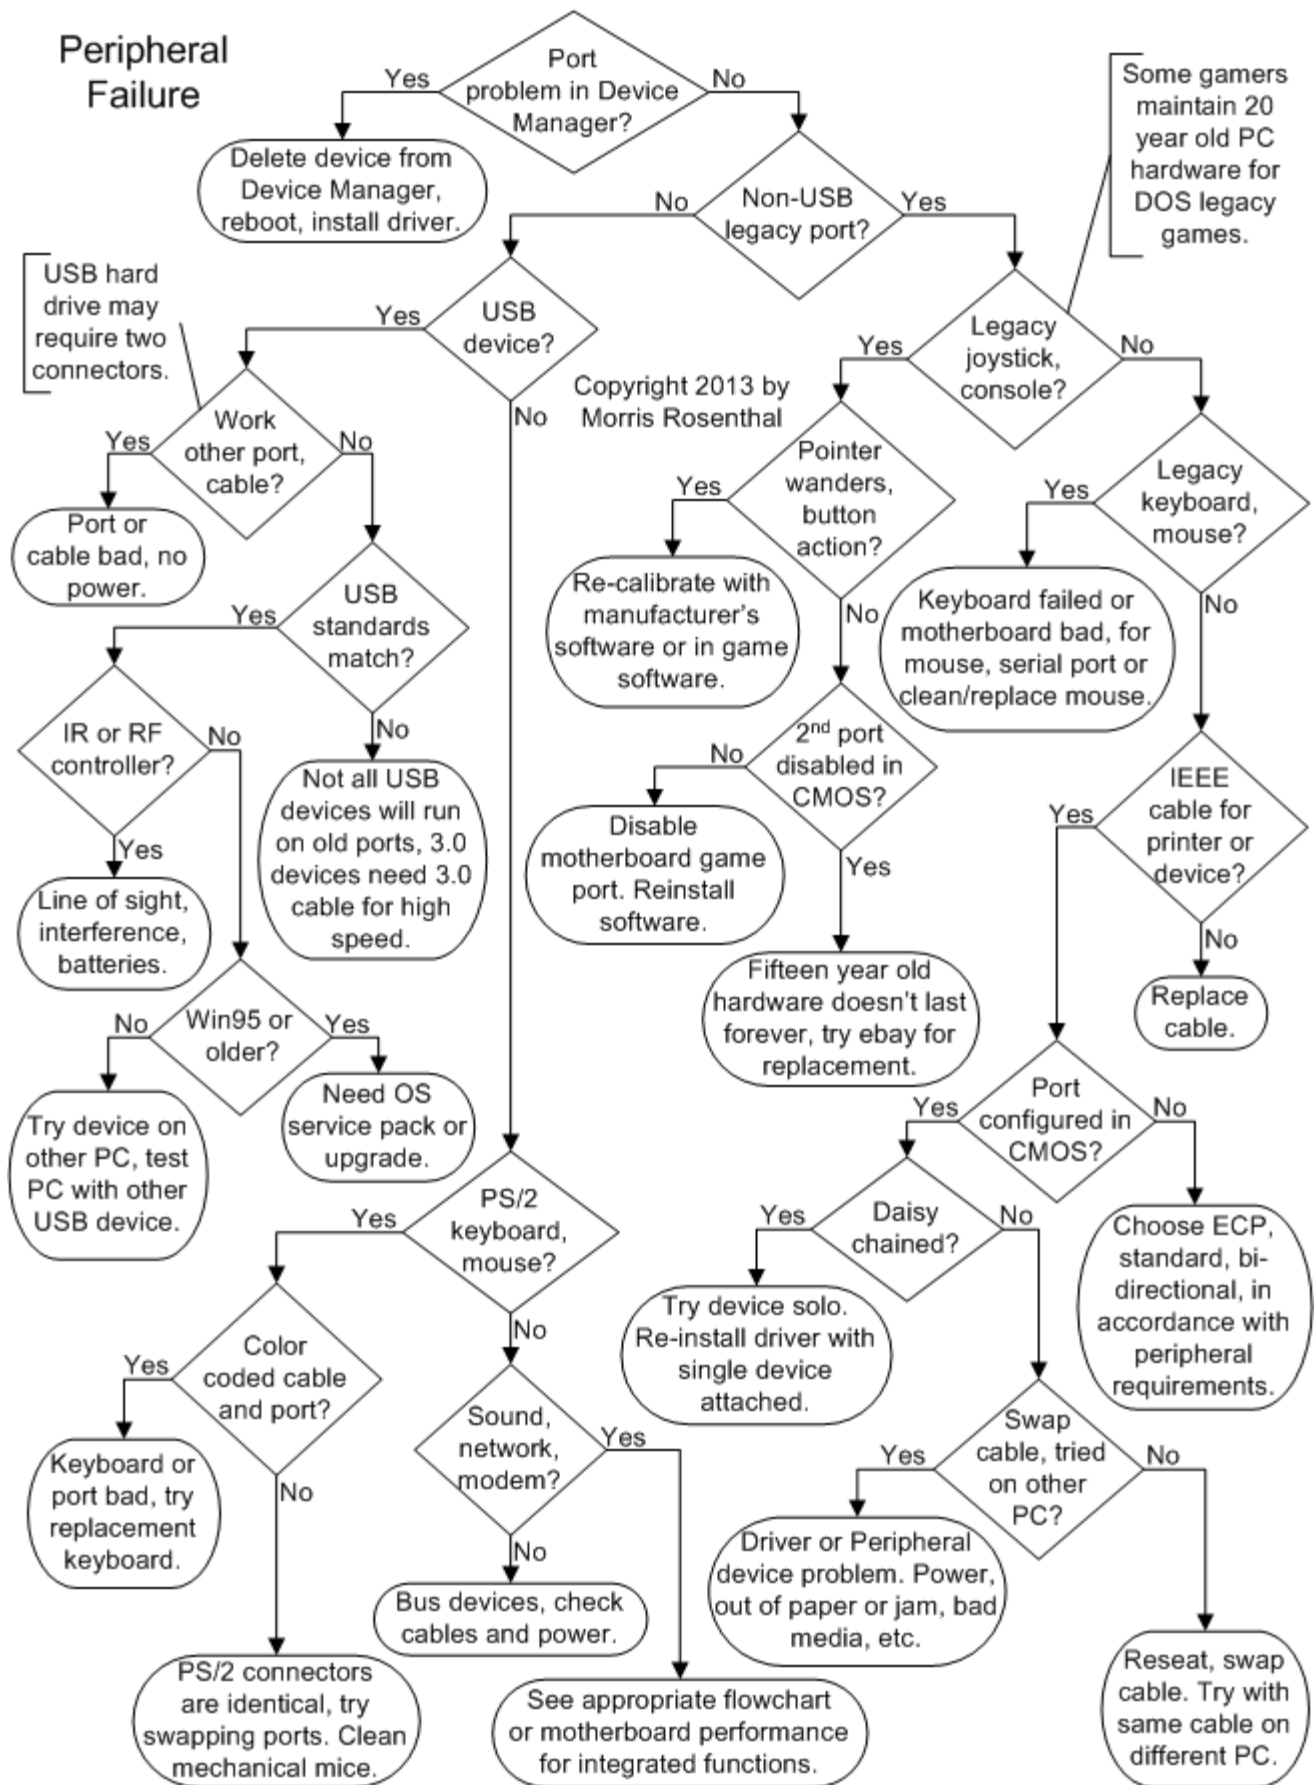 Peripheral
Failure
Port
problem in Device
Manager?
Yes
No
Delete device from
Device Manager,
reboot, install driver.
Some gamers
maintain 20
year old PC
hardware for
DOS legacy
games.
Non-USB
legacy port?
No
Yes
USB hard
drive may
require two
connectors.
USB
device?
Yes
No
Legacy
joystick,
console?
Yes
No
Copyright 2013 by
Morris Rosenthal
Work
other port,
cable?
Yes
No
Port or
cable bad, no
power.
Pointer
wanders,
button
action?
Yes
No
Legacy
keyboard,
mouse?
Yes
No
Re-calibrate with
manufacturer's
software or in game
software.
Keyboard failed or
motherboard bad, for
mouse, serial port or
clean/replace mouse.
USB
standards
match?
Yes
No
IR or RF
controller?
No
Yes
Not all USB
devices will run
on old ports, 3.0
devices need 3.0
cable for high
speed.
Line of sight,
interference,
batteries.
2nd port
disabled in
CMOS?
No
Yes
Disable
motherboard game
port. Reinstall
software.
Fifteen year old
hardware doesn't last
forever, try ebay for
replacement.
IEEE
cable for
printer or
device?
Yes
No
Replace
cable.
Win95 or
older?
No
Yes
Try device on
other PC, test
PC with other
USB device.
Need OS
service pack or
upgrade.
Port
configured in
CMOS?
Yes
No
Choose ECP,
standard, bi-
directional, in
accordance with
peripheral
requirements.
Daisy
chained?
Yes
No
Try device solo.
Re-install driver with
single device
attached.
PS/2
keyboard,
mouse?
Yes
No
Color
coded cable
and port?
Yes
No
Keyboard or
port bad, try
replacement
keyboard.
PS/2 connectors
are identical, try
swapping ports. Clean
mechanical mice.
Sound,
network,
modem?
Yes
No
Bus devices, check
cables and power.
See appropriate flowchart
or motherboard performance
for integrated functions.
Swap
cable, tried
on other
PC?
Yes
No
Driver or Peripheral
device problem. Power,
out of paper or jam, bad
media, etc.
Reseat, swap
cable. Try with
same cable on
different PC.